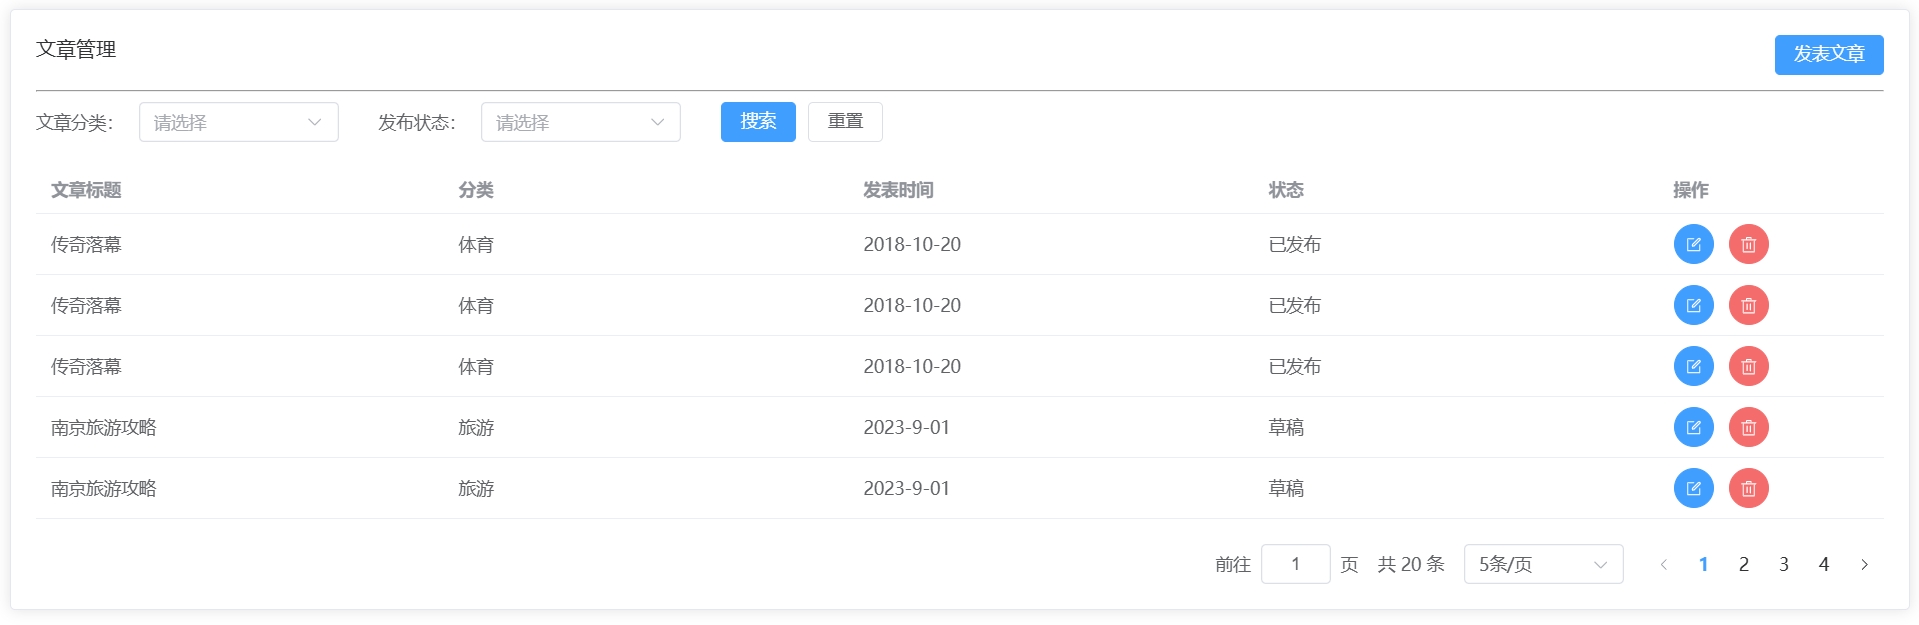 文章管理
发表文章
文章分类： 请选择 发布状态： 请选择 搜索 重置
文章标题 分类 发表时间 状态 操作
传奇落幕 体育 2018-10-20 已发布
传奇落幕 体育 2018-10-20 已发布
传奇落幕 体育 2018-10-20 已发布
南京旅游攻略 旅游 2023-9-01 草稿
南京旅游攻略 旅游 2023-9-01 草稿
前往 1 页 共 20 条 5条/页 1 2 3 4